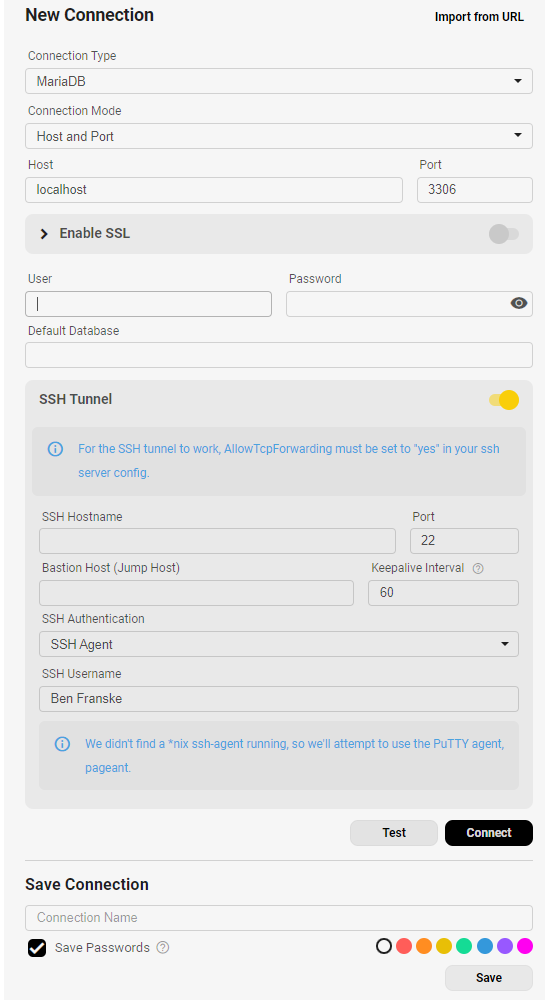 New Connection
Import from URL
Connection Type
MariaDB
Connection Mode
Host and Port
Host Port
localhost 3306
Enable SSL
User Password
Default Database
SSH Tunnel
For the SSH tunnel to work, AllowTcpForwarding must be set to "yes" in your ssh
server config.
SSH Hostname Port
22
Bastion Host (Jump Host) Keepalive Interval
60
SSH Authentication
SSH Agent
SSH Username
Ben Franske
We didn't find a *nix ssh-agent running, so we'll attempt to use the PuTTY agent,
pageant.
Test Connect
Save Connection
Connection Name
Save Passwords
Save